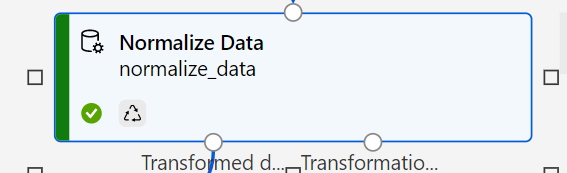 Normalize Data
normalize_data
Transformed d... Transformatio...